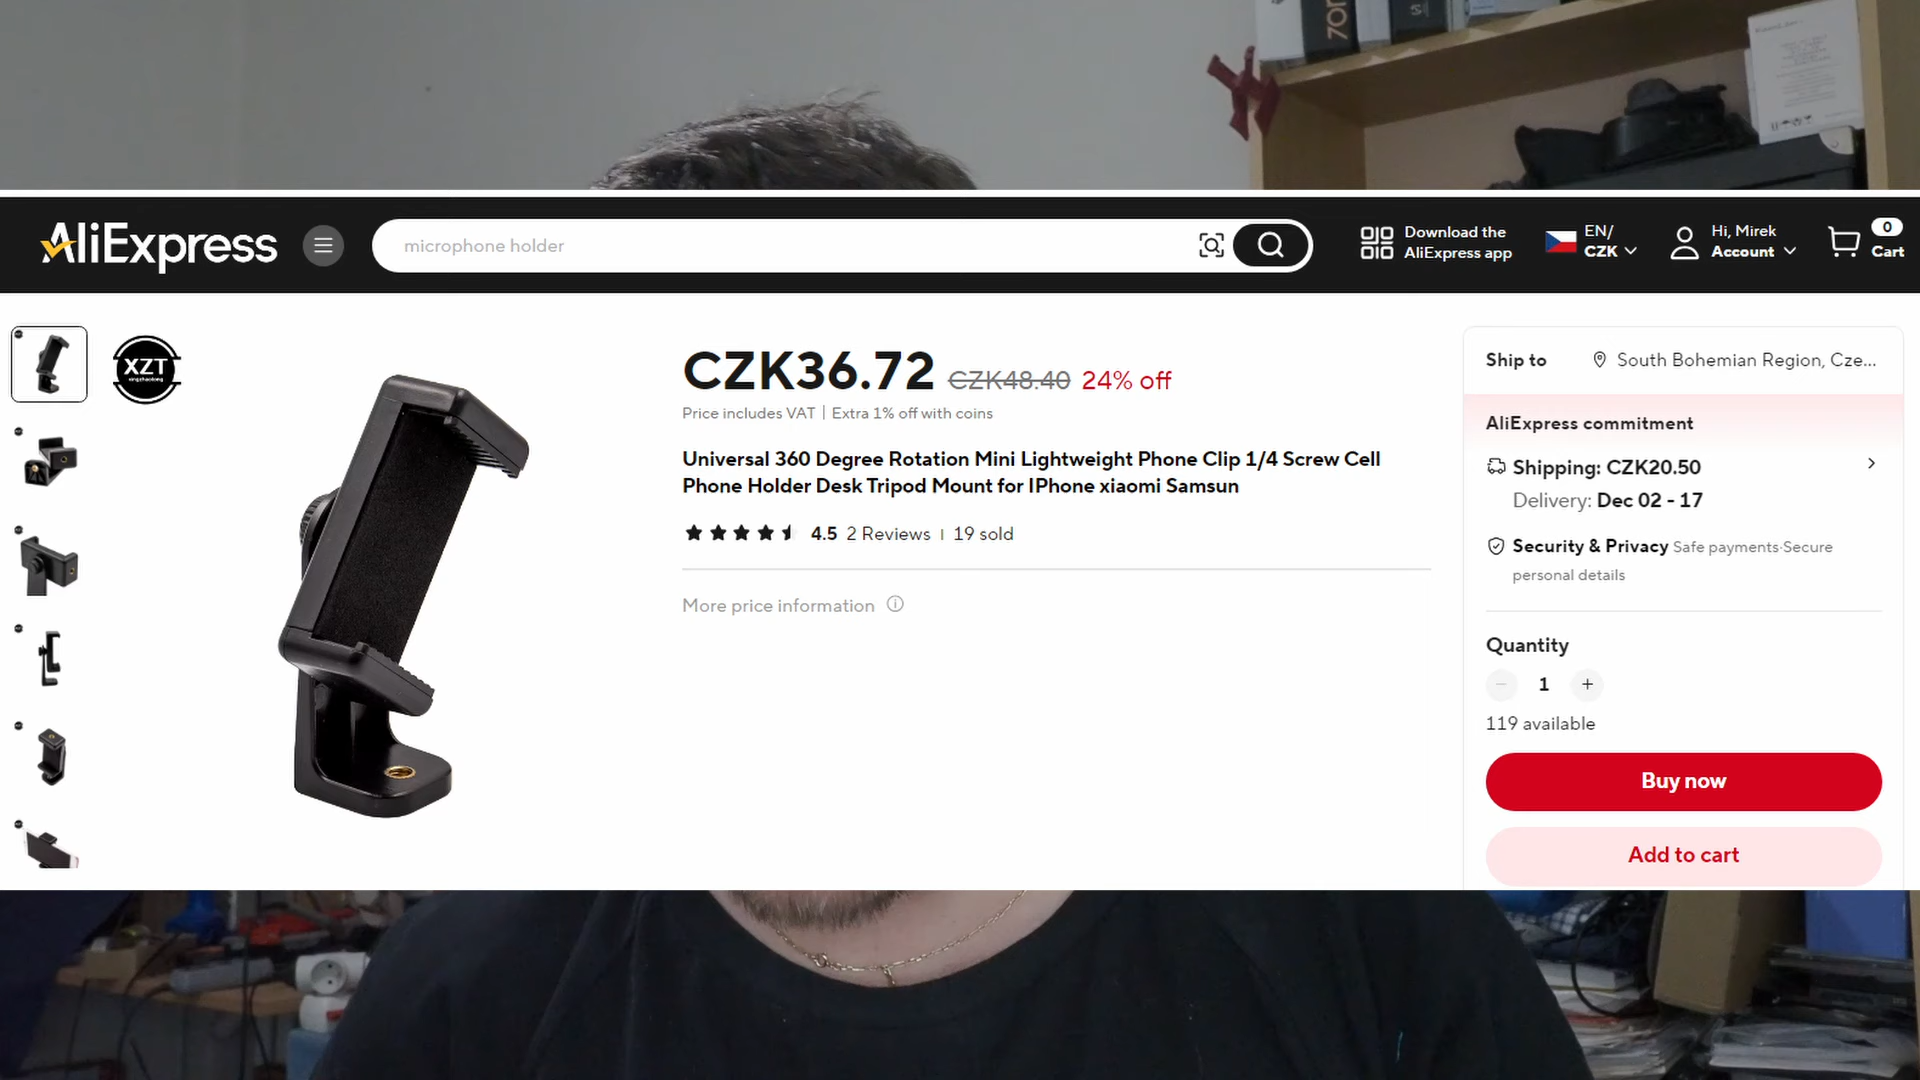 AliExpress
microphone holder
Download the
AliExpress app
EN/
CZK
Hi, Mirek
Account
0
Cart
XZT
CZK36.72 CZK48.40 24% off
Price includes VAT | Extra 1% off with coins
Universal 360 Degree Rotation Mini Lightweight Phone Clip 1/4 Screw Cell
Phone Holder Desk Tripod Mount for IPhone xiaomi Samsun
4.5 2 Reviews | 19 sold
More price information
Ship to South Bohemian Region, Cze...
AliExpress commitment
Shipping: CZK20.50
Delivery: Dec 02 - 17
Security & Privacy Safe payments·Secure
personal details
Quantity
1
119 available
Buy now
Add to cart